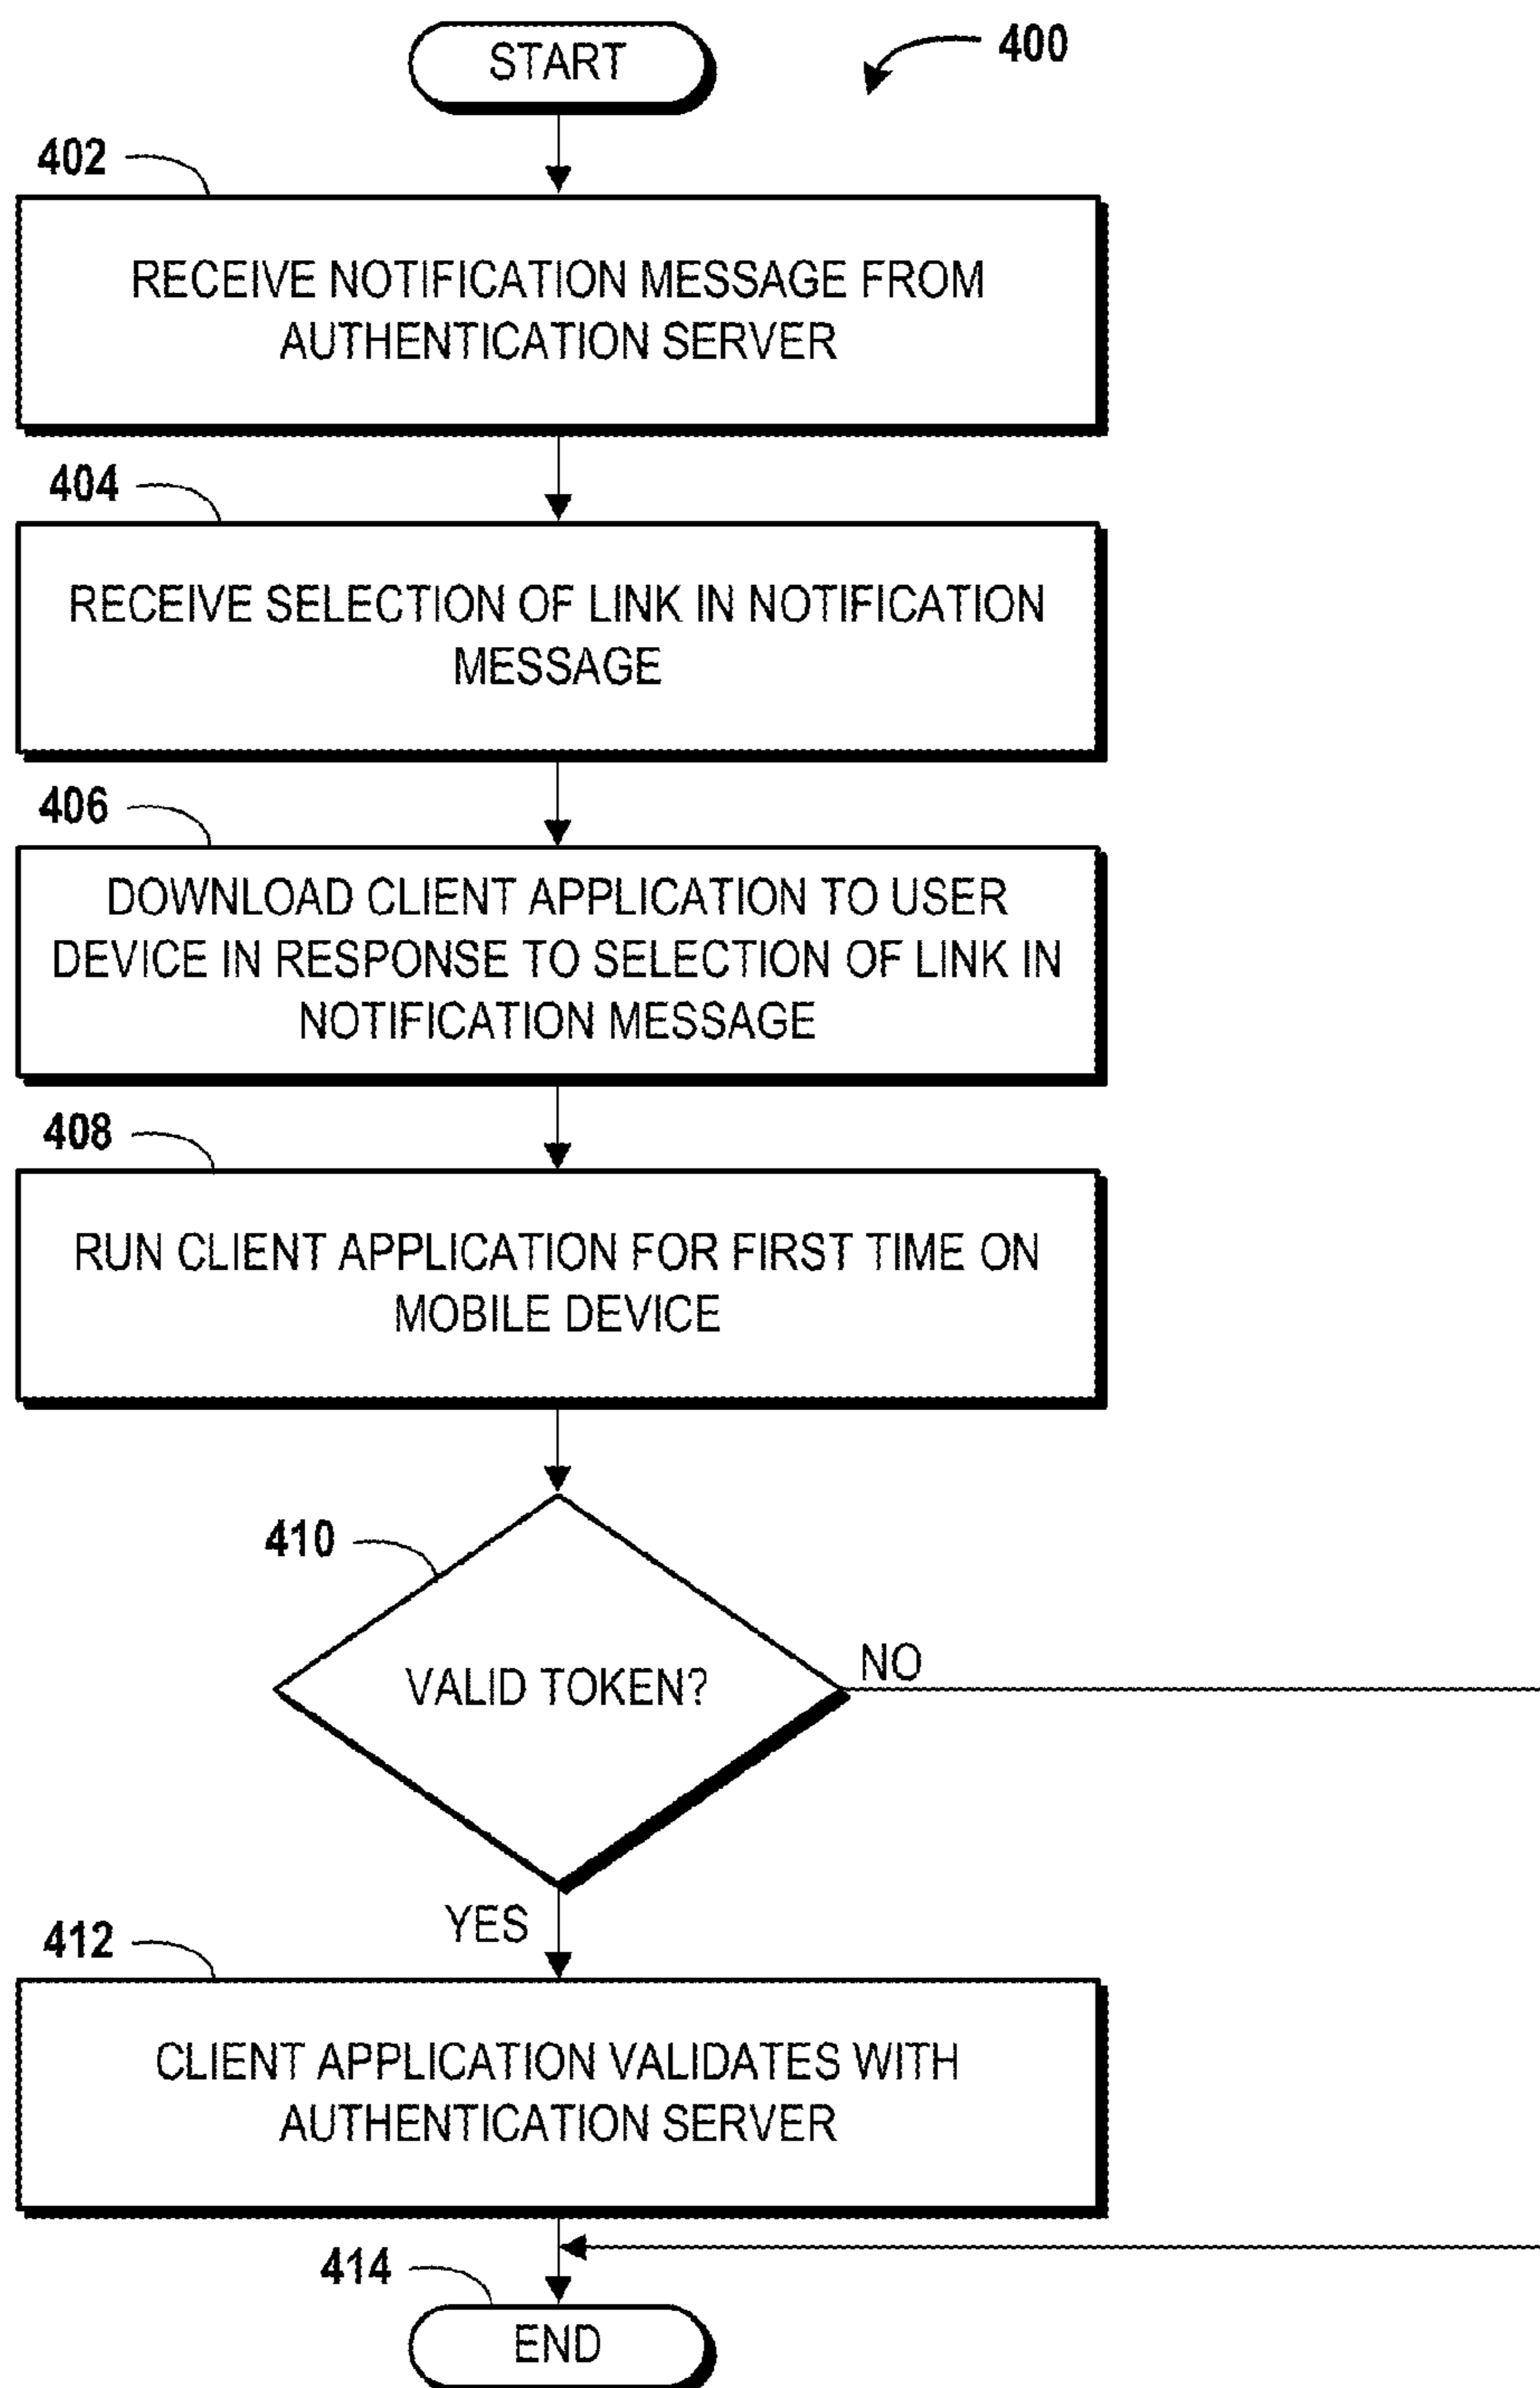 START
400
402
RECEIVE NOTIFICATION MESSAGE FROM
AUTHENTICATION SERVER
404
RECEIVE SELECTION OF LINK IN NOTIFICATION
MESSAGE
406
DOWNLOAD CLIENT APPLICATION TO USER
DEVICE IN RESPONSE TO SELECTION OF LINK IN
NOTIFICATION MESSAGE
408
RUN CLIENT APPLICATION FOR FIRST TIME ON
MOBILE DEVICE
410
VALID TOKEN?
NO
YES
412
CLIENT APPLICATION VALIDATES WITH
AUTHENTICATION SERVER
414
END